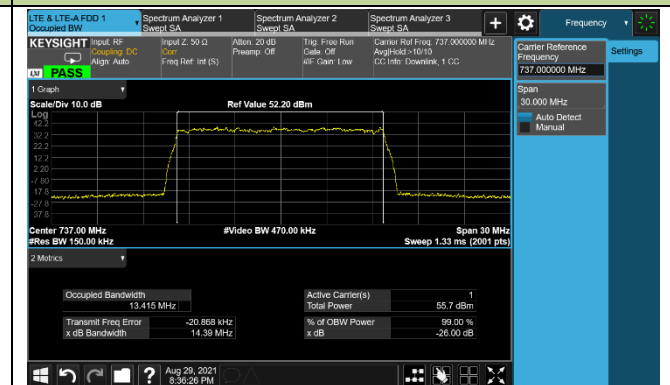 LTE & LTE-A FDD 1
Occupied BW
Spectrum Analyzer 1
Swept SA
Spectrum Analyzer 2
Swept SA
Spectrum Analyzer 3
Swept SA
+
Frequency
KEYSIGHT
LXI
PASS
Input: RF
Coupling: DC
Align: Auto
Input Z: 50 Ω
Corr
Freq Ref: Int (S)
Atten: 20 dB
Preamp: Off
Trig: Free Run
Gate: Off
#IF Gain: Low
Carrier Ref Freq: 737.000000 MHz
Avg|Hold:>10/10
CC Info: Downlink, 1 CC
Carrier Reference
Frequency
737.000000 MHz
Span
30.000 MHz
Auto Detect
Manual
Settings
1 Graph
Scale/Div 10.0 dB
Ref Value 52.20 dBm
Log
42.2
32.2
22.2
12.2
2.20
-7.80
-17.8
-27.8
-37.8
Center 737.00 MHz
#Video BW 470.00 kHz
Span 30 MHz
#Res BW 150.00 kHz
Sweep 1.33 ms (2001 pts)
2 Metrics
Occupied Bandwidth
13.415 MHz
Active Carrier(s)
1
Total Power
55.7 dBm
Transmit Freq Error
-20.868 kHz
x dB Bandwidth
14.39 MHz
% of OBW Power
99.00 %
x dB
-26.00 dB
?
Aug 29, 2021
8:36:26 PM